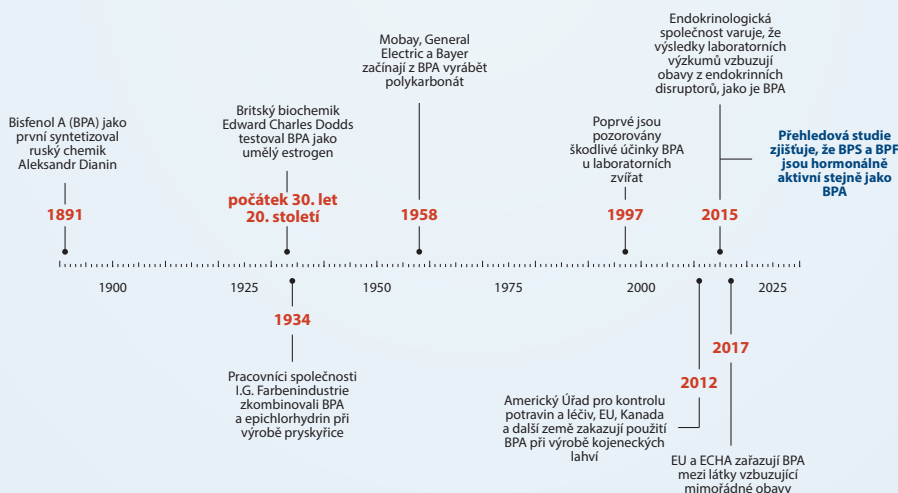 Bisfenol A (BPA) jako
první syntetizoval
ruský chemik
Aleksandr Dianin
1891
Britský biochemik
Edward Charles Dodds
testoval BPA jako
umělý estrogen
počátek 30. let
20. století
Mobay, General
Electric a Bayer
začínají z BPA vyrábět
polykarbonát
1958
Poprvé jsou
pozorovány
škodlivé účinky BPA
u laboratorních
zvířat
1997
Endokrinologická
společnost varuje, že
výsledky laboratorních
výzkumů vzbuzují
obavy z endokrinních
disruptorů, jako je BPA
2015
Přehledová studie
zjišťuje, že BPS a BPF
jsou hormonálně
aktivní stejně jako
BPA
1900
1925
1950
1975
2000
2025
1934
Pracovníci společnosti
I.G. Farbenindustrie
zkombinovali BPA
a epichlorhydrin při
výrobě pryskyřice
2012
Americký Úřad pro kontrolu
potravin a léčiv, EU, Kanada
a další země zakazují použití
BPA při výrobě kojeneckých
lahví
2017
EU a ECHA zařazují BPA
mezi látky vzbuzující
mimořádné obavy